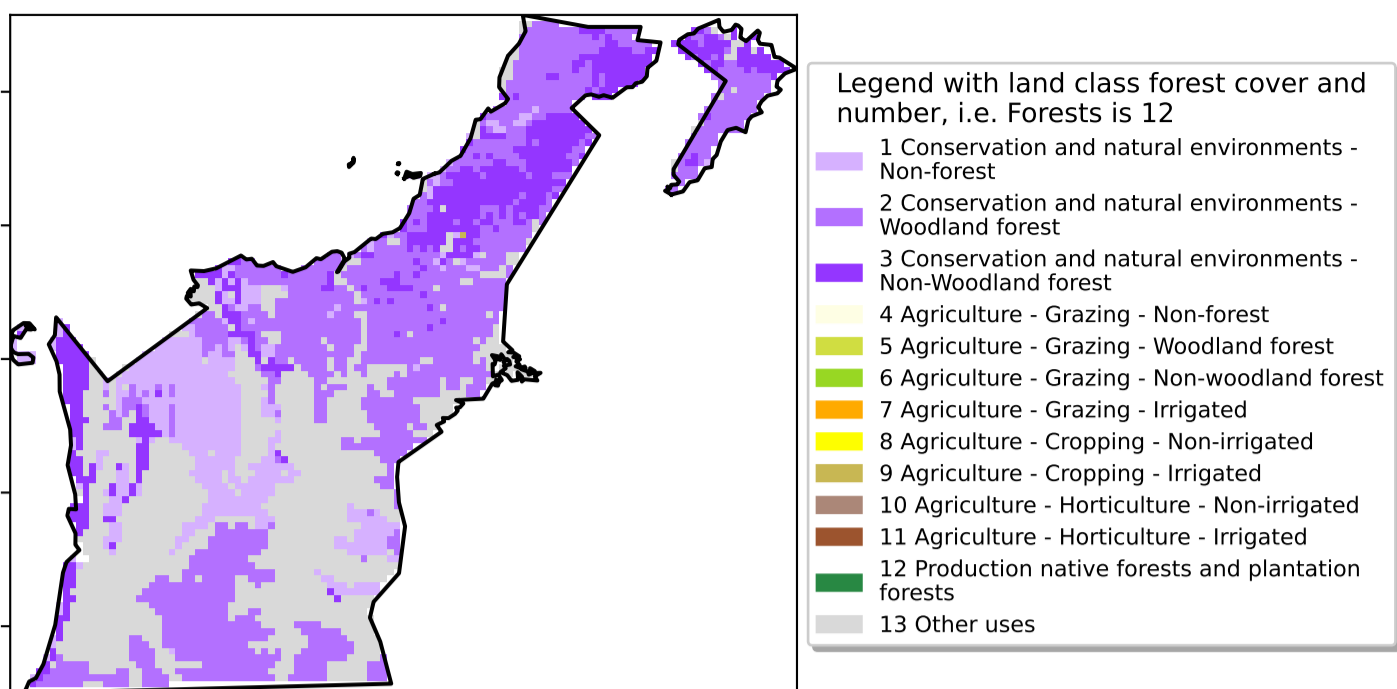 Legend with land class forest cover and
number, i.e. Forests is 12
1 Conservation and natural environments -
Non-forest
2 Conservation and natural environments -
Woodland forest
3 Conservation and natural environments -
Non-Woodland forest
4 Agriculture - Grazing - Non-forest
5 Agriculture - Grazing - Woodland forest
6 Agriculture - Grazing - Non-woodland forest
7 Agriculture - Grazing - Irrigated
8 Agriculture - Cropping - Non-irrigated
9 Agriculture - Cropping - Irrigated
10 Agriculture - Horticulture - Non-irrigated
11 Agriculture - Horticulture - Irrigated
12 Production native forests and plantation
forests
13 Other uses